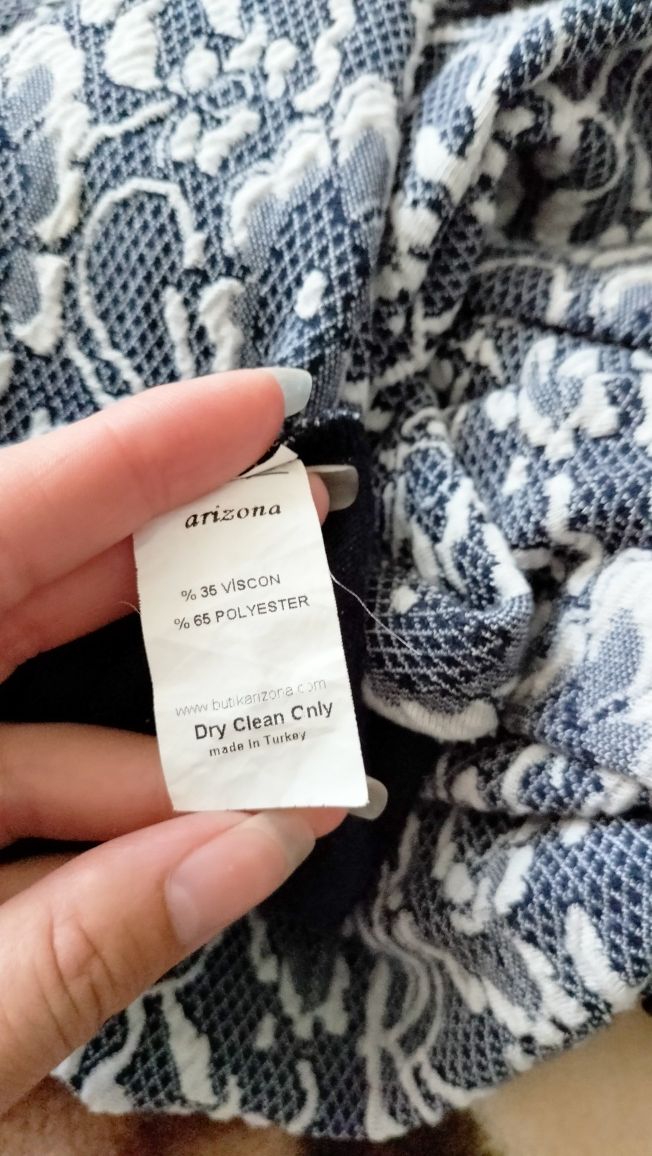 arizona
% 35 VİSCON
% 65 POLYESTER
www.butikarizona.com
Dry Clean Only
made In Turkey